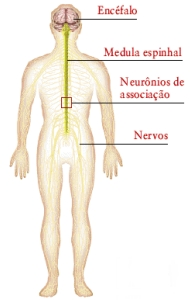 Encéfalo
Medula espinhal
Neurônios de
associação
Nervos